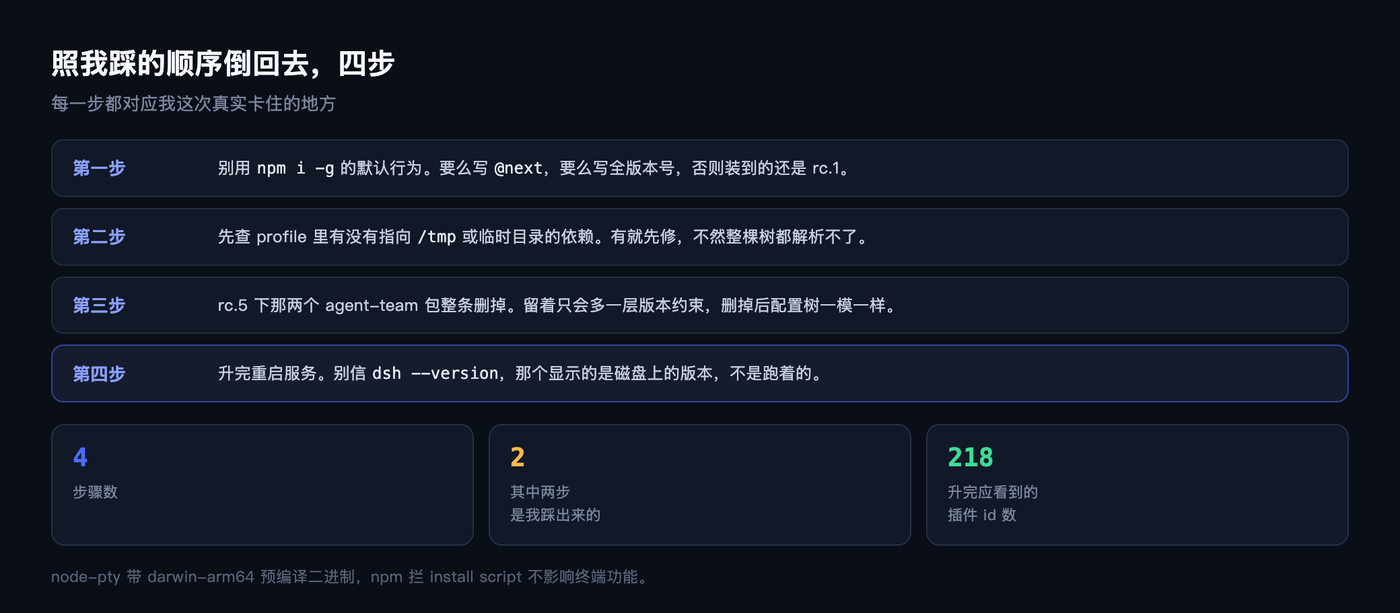 照我踩的顺序倒回去，四步
每一步都对应我这次真实卡住的地方
第一步 别用 npm i -g 的默认行为。要么写 @next，要么写全版本号，否则装到的还是 rc.1。
第二步 先查 profile 里有没有指向 /tmp 或临时目录的依赖。有就先修，不然整棵树都解析不了。
第三步 rc.5 下那两个 agent-team 包整条删掉。留着只会多一层版本约束，删掉后配置树一模一样。
第四步 升完重启服务。别信 dsh --version，那个显示的是磁盘上的版本，不是跑着的。
4
步骤数
2
其中两步
是我踩出来的
218
升完应看到的
插件 id 数
node-pty 带 darwin-arm64 预编译二进制，npm 拦 install script 不影响终端功能。